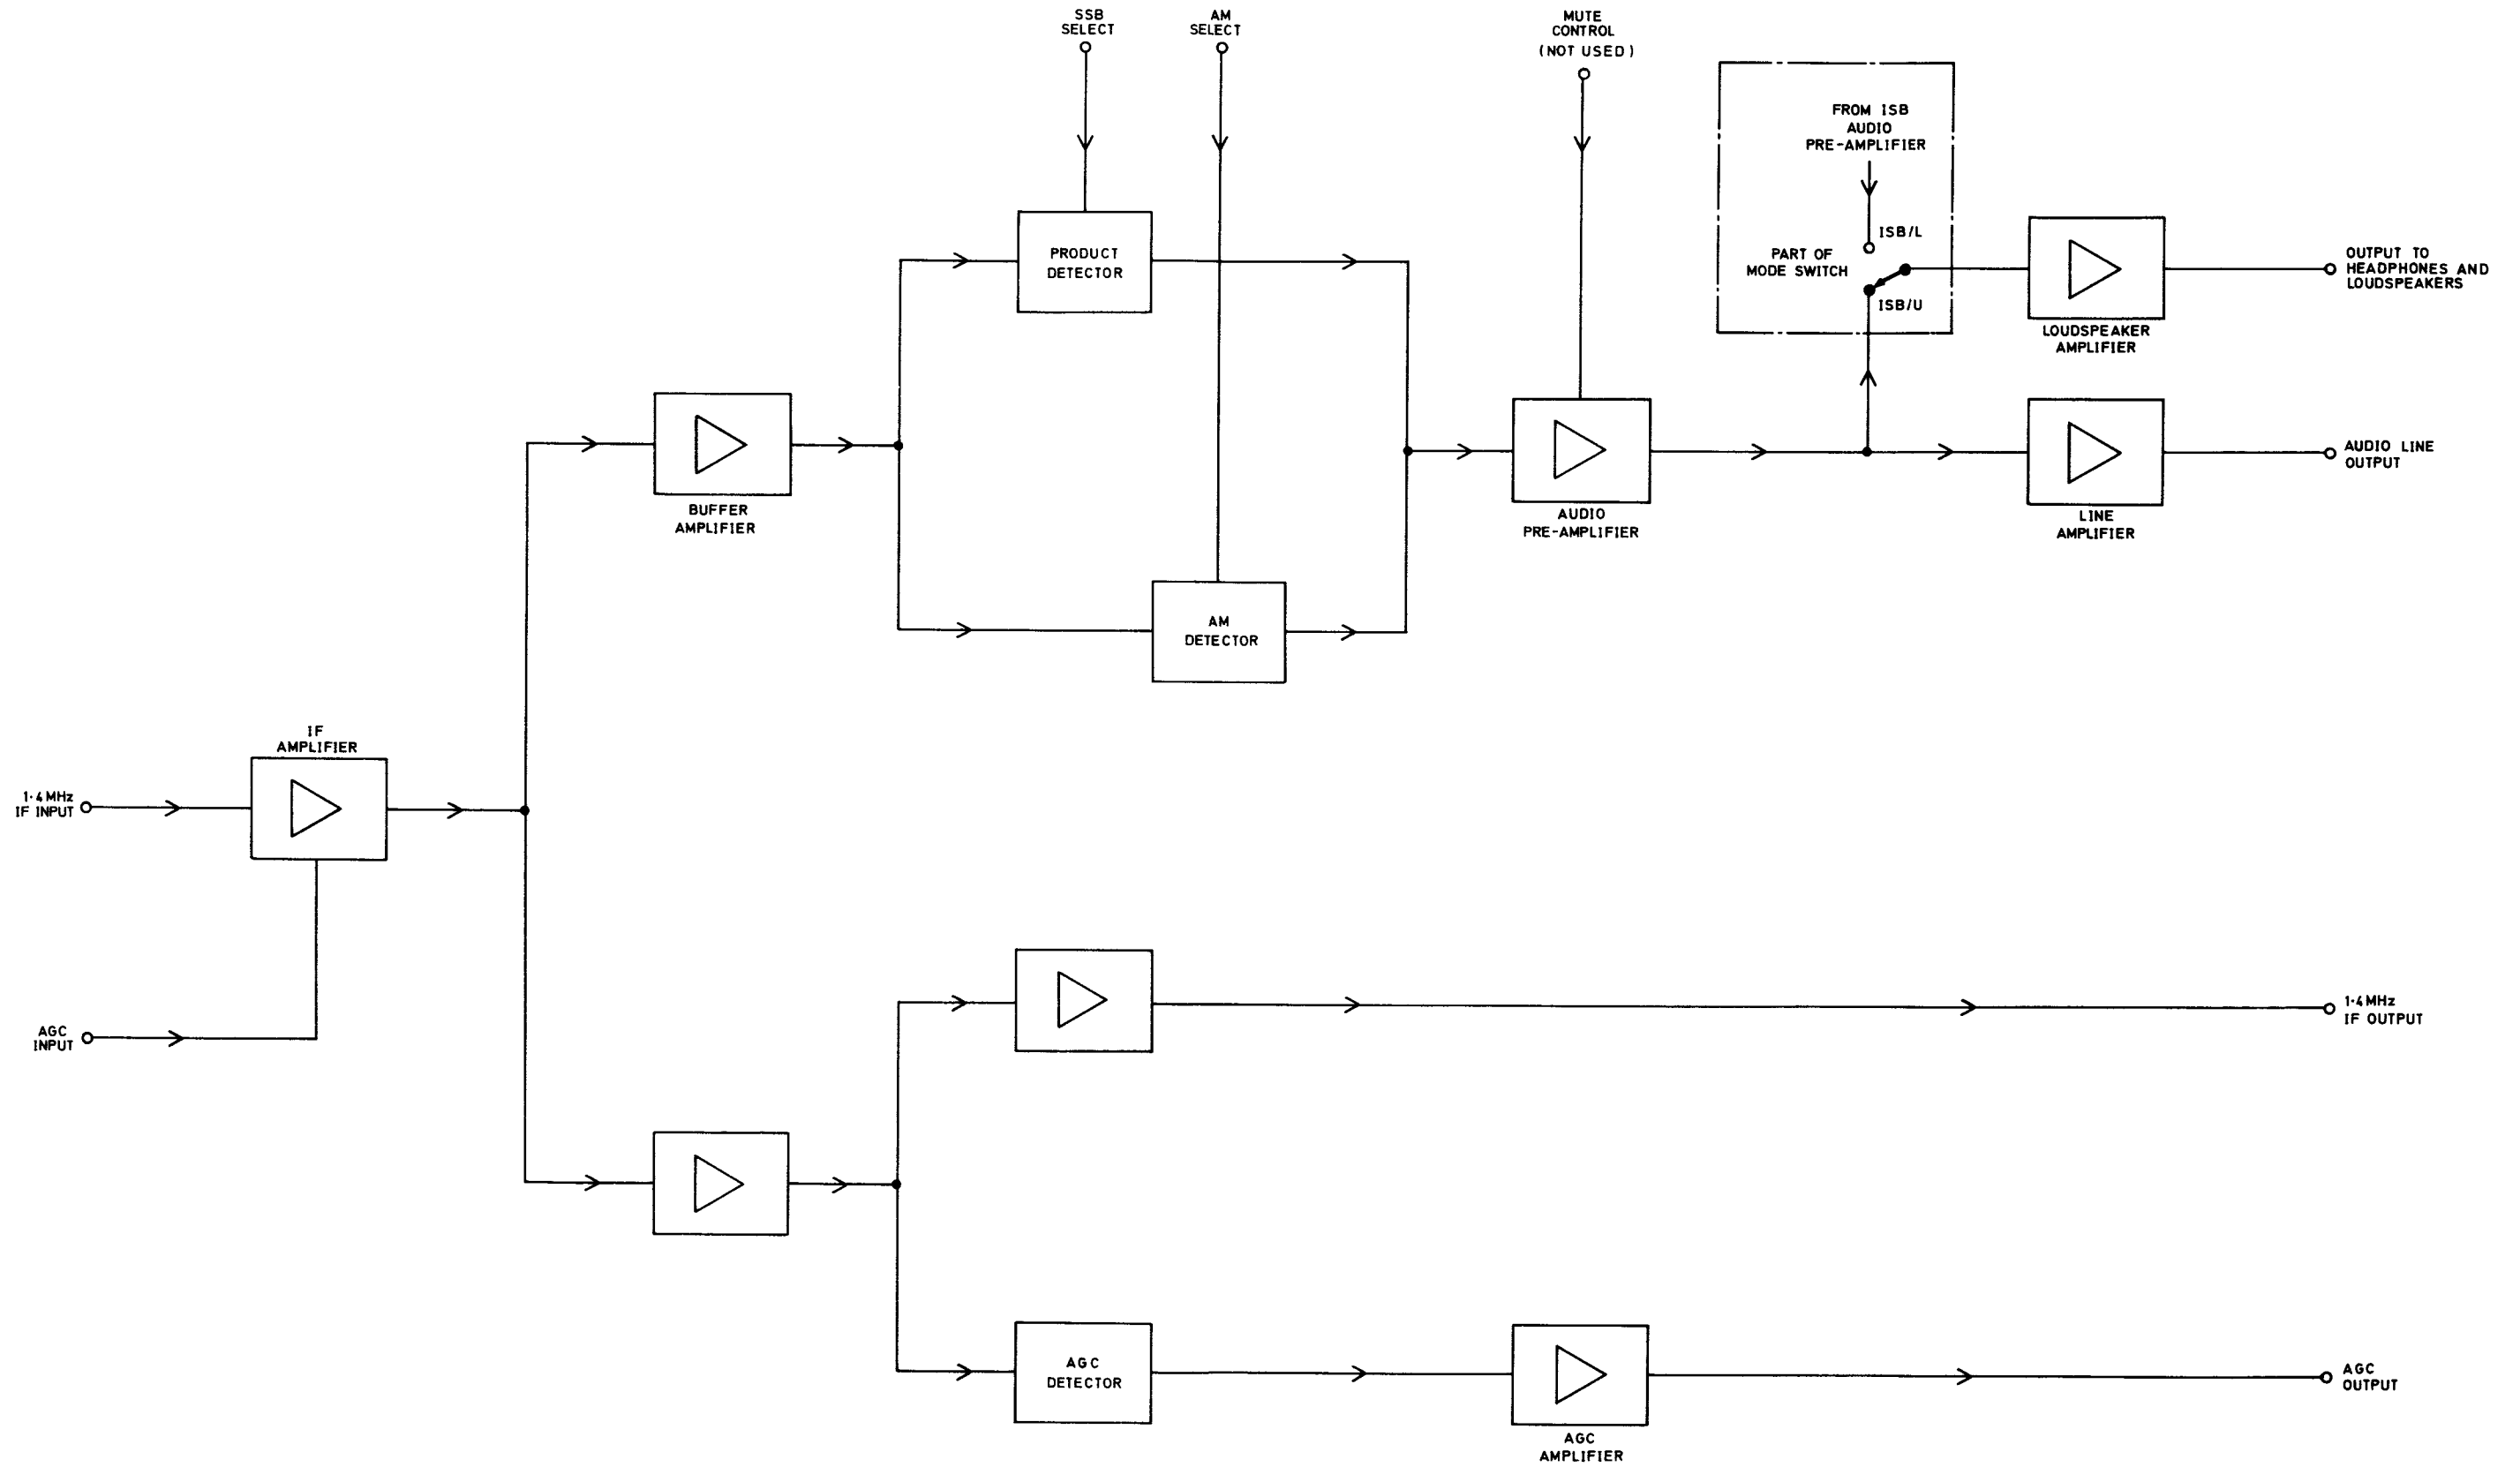 SSB
SELECT
AM
SELECT
MUTE
CONTROL
(NOT USED)
FROM ISB
AUDIO
PRE-AMPLIFIER
ISB/L
PART OF
MODE SWITCH
ISB/U
PRODUCT
DETECTOR
LOUDSPEAKER
AMPLIFIER
OUTPUT TO
HEADPHONES AND
LOUDSPEAKERS
BUFFER
AMPLIFIER
AUDIO
PRE-AMPLIFIER
LINE
AMPLIFIER
AUDIO LINE
OUTPUT
AM
DETECTOR
IF
AMPLIFIER
1·4MHz
IF INPUT
AGC
INPUT
1·4MHz
IF OUTPUT
AGC
DETECTOR
AGC
AMPLIFIER
AGC
OUTPUT